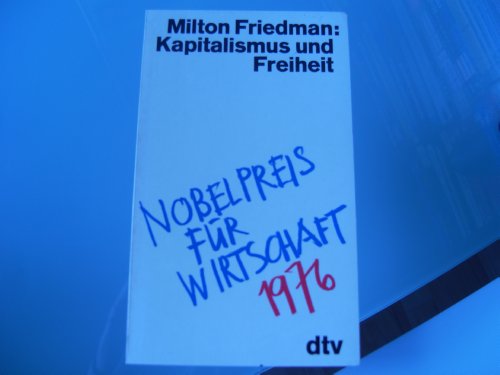 Milton Friedman:
Kapitalismus und
Freiheit
NOBELPREIS
FÜR
WIRTSCHAFT
1976
dtv